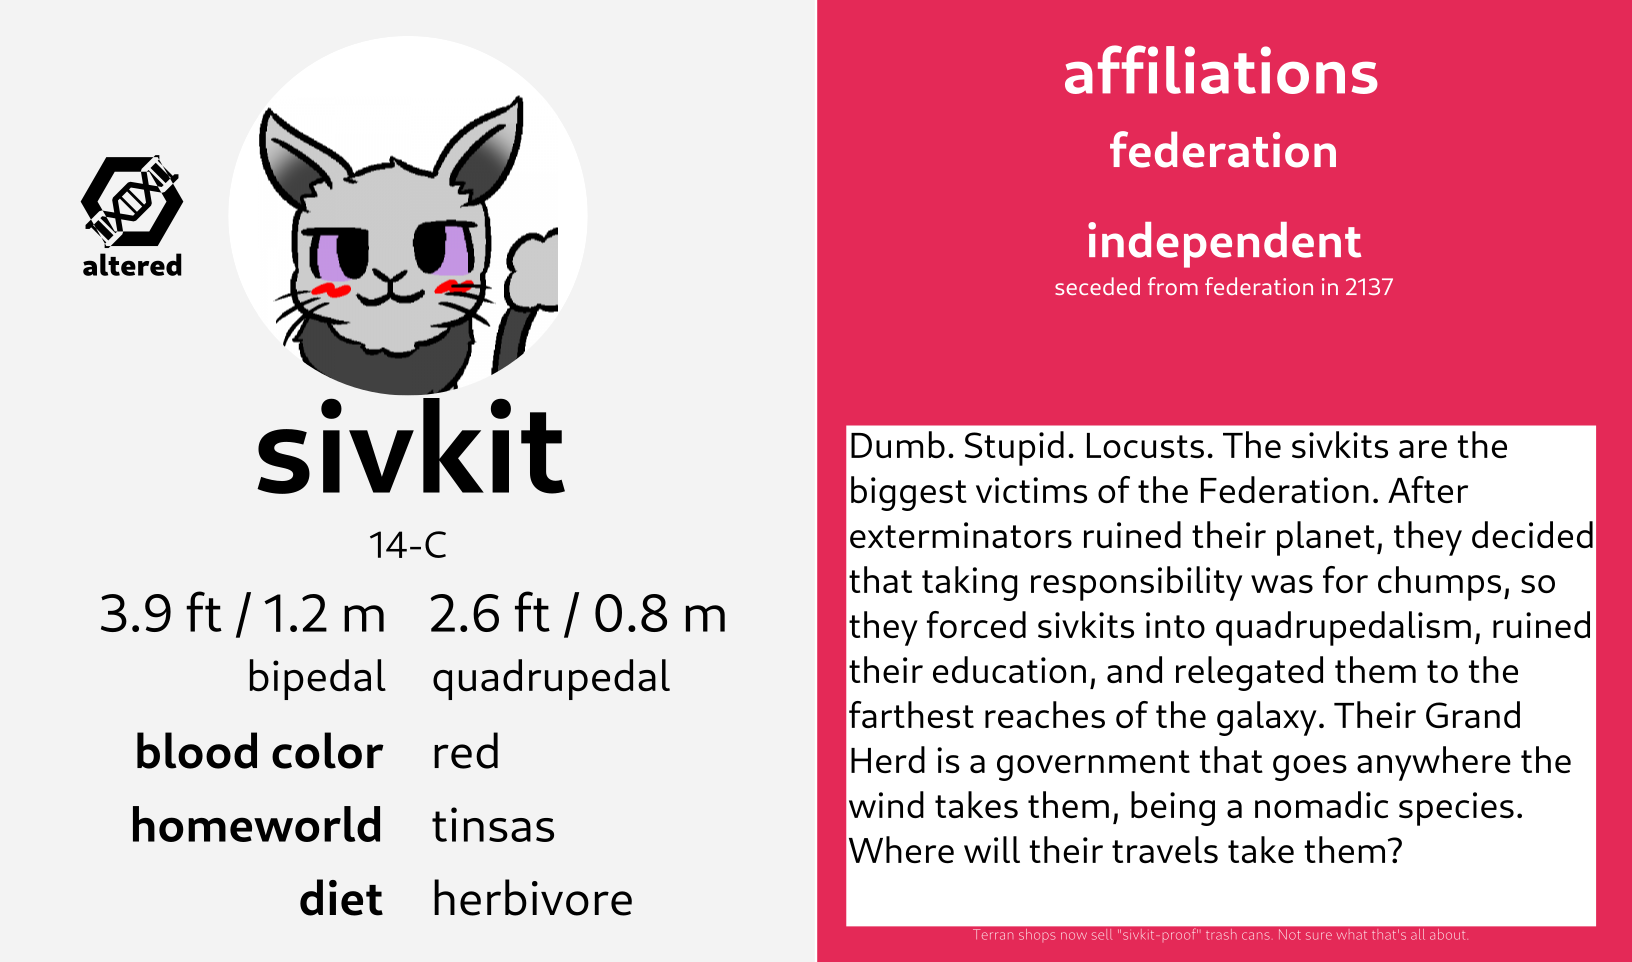 altered
sivkit
14-C
3.9 ft / 1.2 m 2.6 ft / 0.8 m
bipedal quadrupedal
blood color red
homeworld tinsas
diet herbivore
affiliations
federation
independent
seceded from federation in 2137
Dumb. Stupid. Locusts. The sivkits are the
biggest victims of the Federation. After
exterminators ruined their planet, they decided
that taking responsibility was for chumps, so
they forced sivkits into quadrupedalism, ruined
their education, and relegated them to the
farthest reaches of the galaxy. Their Grand
Herd is a government that goes anywhere the
wind takes them, being a nomadic species.
Where will their travels take them?
Terran shops now sell "sivkit-proof" trash cans. Not sure what that's all about.